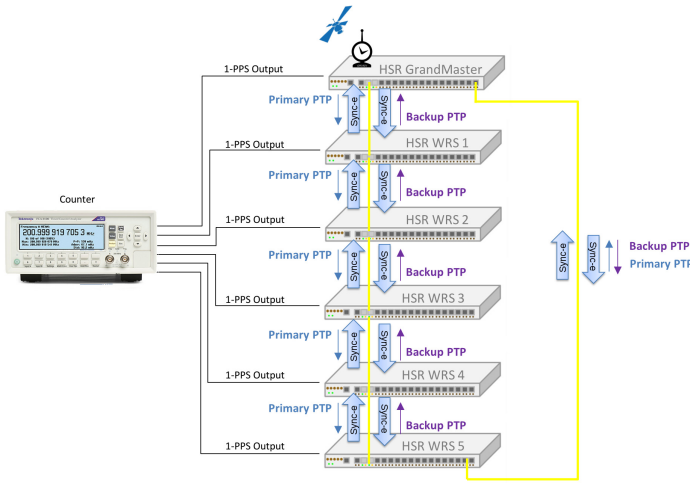 1-PPS Output
HSR GrandMaster
Primary PTP
Sync-e
Sync-e
Backup PTP
1-PPS Output
HSR WRS 1
Primary PTP
Sync-e
Sync-e
Backup PTP
Counter
1-PPS Output
HSR WRS 2
200.999 919 705 3 MHz
Primary PTP
Sync-e
Sync-e
Backup PTP
Sync-e
Sync-e
Backup PTP
Primary PTP
1-PPS Output
HSR WRS 3
Primary PTP
Sync-e
Sync-e
Backup PTP
1-PPS Output
HSR WRS 4
Primary PTP
Sync-e
Sync-e
Backup PTP
1-PPS Output
HSR WRS 5